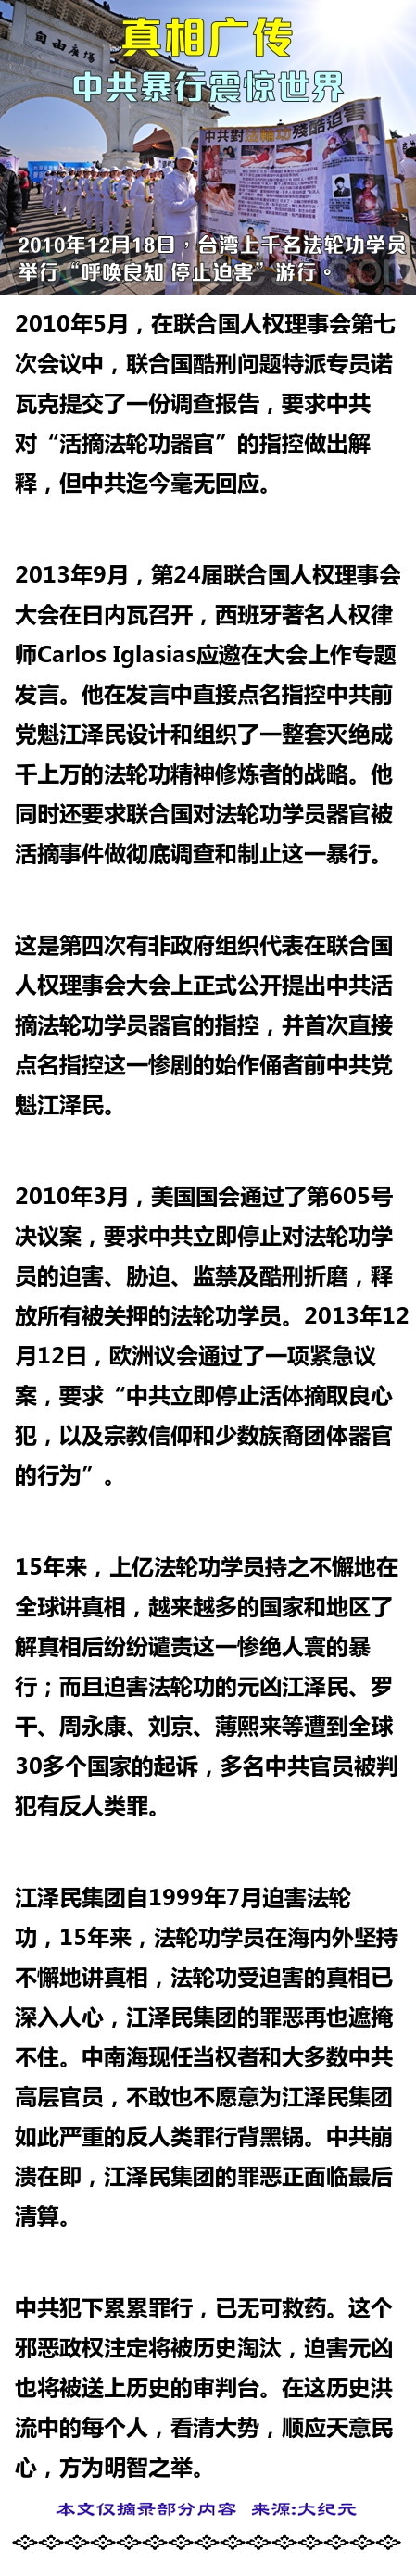 真相广传
中共暴行震惊世界
自由廣場
中共對法輪功殘酷迫害
2010年12月18日，台湾上千名法轮功学员
举行“呼唤良知 停止迫害”游行。
2010年5月，在联合国人权理事会第七
次会议中，联合国酷刑问题特派专员诺
瓦克提交了一份调查报告，要求中共
对“活摘法轮功器官”的指控做出解
释，但中共迄今毫无回应。
2013年9月，第24届联合国人权理事会
大会在日内瓦召开，西班牙著名人权律
师Carlos Iglasias应邀在大会上作专题
发言。他在发言中直接点名指控中共前
党魁江泽民设计和组织了一整套灭绝成
千上万的法轮功精神修炼者的战略。他
同时还要求联合国对法轮功学员器官被
活摘事件做彻底调查和制止这一暴行。
这是第四次有非政府组织代表在联合国
人权理事会大会上正式公开提出中共活
摘法轮功学员器官的指控，并首次直接
点名指控这一惨剧的始作俑者前中共党
魁江泽民。
2010年3月，美国国会通过了第605号
决议案，要求中共立即停止对法轮功学
员的迫害、胁迫、监禁及酷刑折磨，释
放所有被关押的法轮功学员。2013年12
月12日，欧洲议会通过了一项紧急议
案，要求“中共立即停止活体摘取良心
犯，以及宗教信仰和少数族裔团体器官
的行为”。
15年来，上亿法轮功学员持之不懈地在
全球讲真相，越来越多的国家和地区了
解真相后纷纷谴责这一惨绝人寰的暴
行；而且迫害法轮功的元凶江泽民、罗
干、周永康、刘京、薄熙来等遭到全球
30多个国家的起诉，多名中共官员被判
犯有反人类罪。
江泽民集团自1999年7月迫害法轮
功，15年来，法轮功学员在海内外坚持
不懈地讲真相，法轮功受迫害的真相已
深入人心，江泽民集团的罪恶再也遮掩
不住。中南海现任当权者和大多数中共
高层官员，不敢也不愿意为江泽民集团
如此严重的反人类罪行背黑锅。中共崩
溃在即，江泽民集团的罪恶正面临最后
清算。
中共犯下累累罪行，已无可救药。这个
邪恶政权注定将被历史淘汰，迫害元凶
也将被送上历史的审判台。在这历史洪
流中的每个人，看清大势，顺应天意民
心，方为明智之举。
本文仅摘录部分内容 来源:大纪元